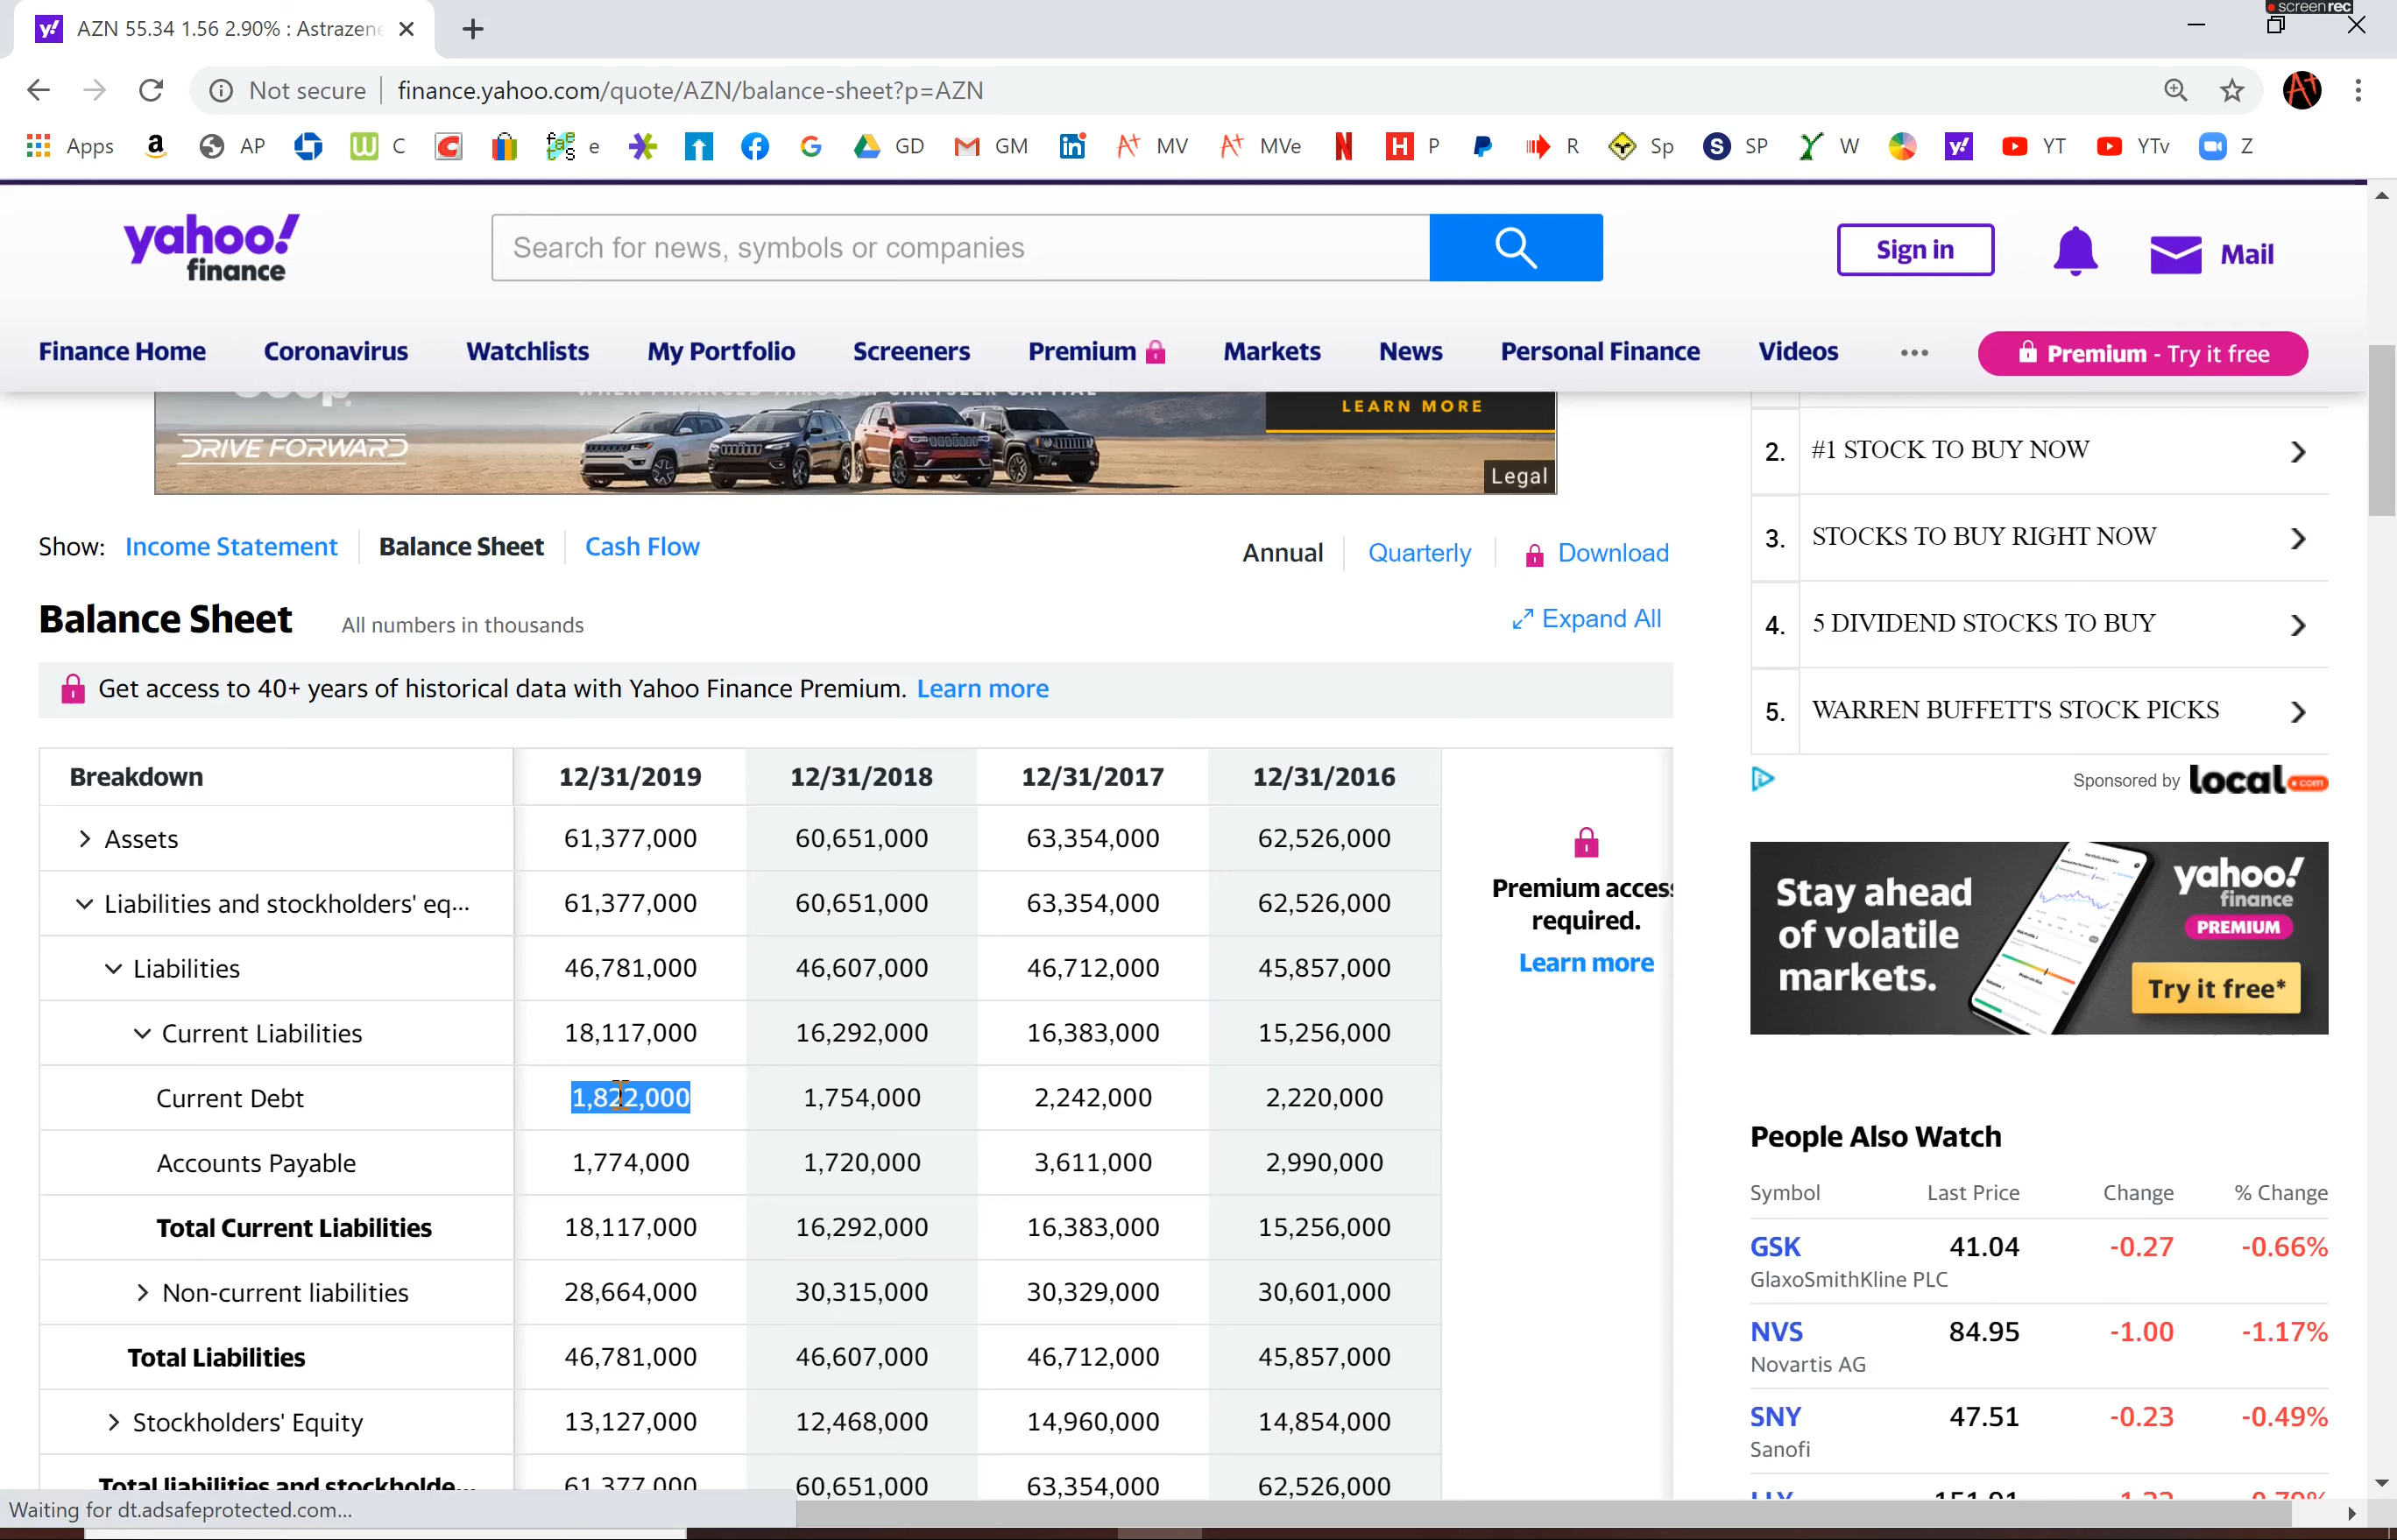 screenrec
AZN 55.34 1.56 2.90% : Astrazene
Not secure finance.yahoo.com/quote/AZN/balance-sheet?p=AZN
Apps AP C e GD GM MV MVe P R Sp SP W YT YTv Z
yahoo! finance
Search for news, symbols or companies
Sign in
Mail
Finance Home Coronavirus Watchlists My Portfolio Screeners Premium Markets News Personal Finance Videos ... Premium - Try it free
WHEN FINANCED THROUGH CHRYSLER CAPITAL
LEARN MORE
DRIVE FORWARD
Legal
2. #1 STOCK TO BUY NOW
3. STOCKS TO BUY RIGHT NOW
4. 5 DIVIDEND STOCKS TO BUY
5. WARREN BUFFETT'S STOCK PICKS
Sponsored by local.com
Show: Income Statement Balance Sheet Cash Flow
Annual Quarterly Download
Balance Sheet All numbers in thousands
Expand All
Get access to 40+ years of historical data with Yahoo Finance Premium. Learn more
Breakdown 12/31/2019 12/31/2018 12/31/2017 12/31/2016
Assets 61,377,000 60,651,000 63,354,000 62,526,000
Liabilities and stockholders' eq... 61,377,000 60,651,000 63,354,000 62,526,000
Liabilities 46,781,000 46,607,000 46,712,000 45,857,000
Current Liabilities 18,117,000 16,292,000 16,383,000 15,256,000
Current Debt 1,822,000 1,754,000 2,242,000 2,220,000
Accounts Payable 1,774,000 1,720,000 3,611,000 2,990,000
Total Current Liabilities 18,117,000 16,292,000 16,383,000 15,256,000
Non-current liabilities 28,664,000 30,315,000 30,329,000 30,601,000
Total Liabilities 46,781,000 46,607,000 46,712,000 45,857,000
Stockholders' Equity 13,127,000 12,468,000 14,960,000 14,854,000
Total liabilities and stockholde... 61,377,000 60,651,000 63,354,000 62,526,000
Premium access
required.
Learn more
Stay ahead
of volatile
markets.
yahoo!
finance
PREMIUM
Try it free*
People Also Watch
Symbol Last Price Change % Change
GSK 41.04 -0.27 -0.66%
GlaxoSmithKline PLC
NVS 84.95 -1.00 -1.17%
Novartis AG
SNY 47.51 -0.23 -0.49%
Sanofi
Waiting for dt.adsafeprotected.com...